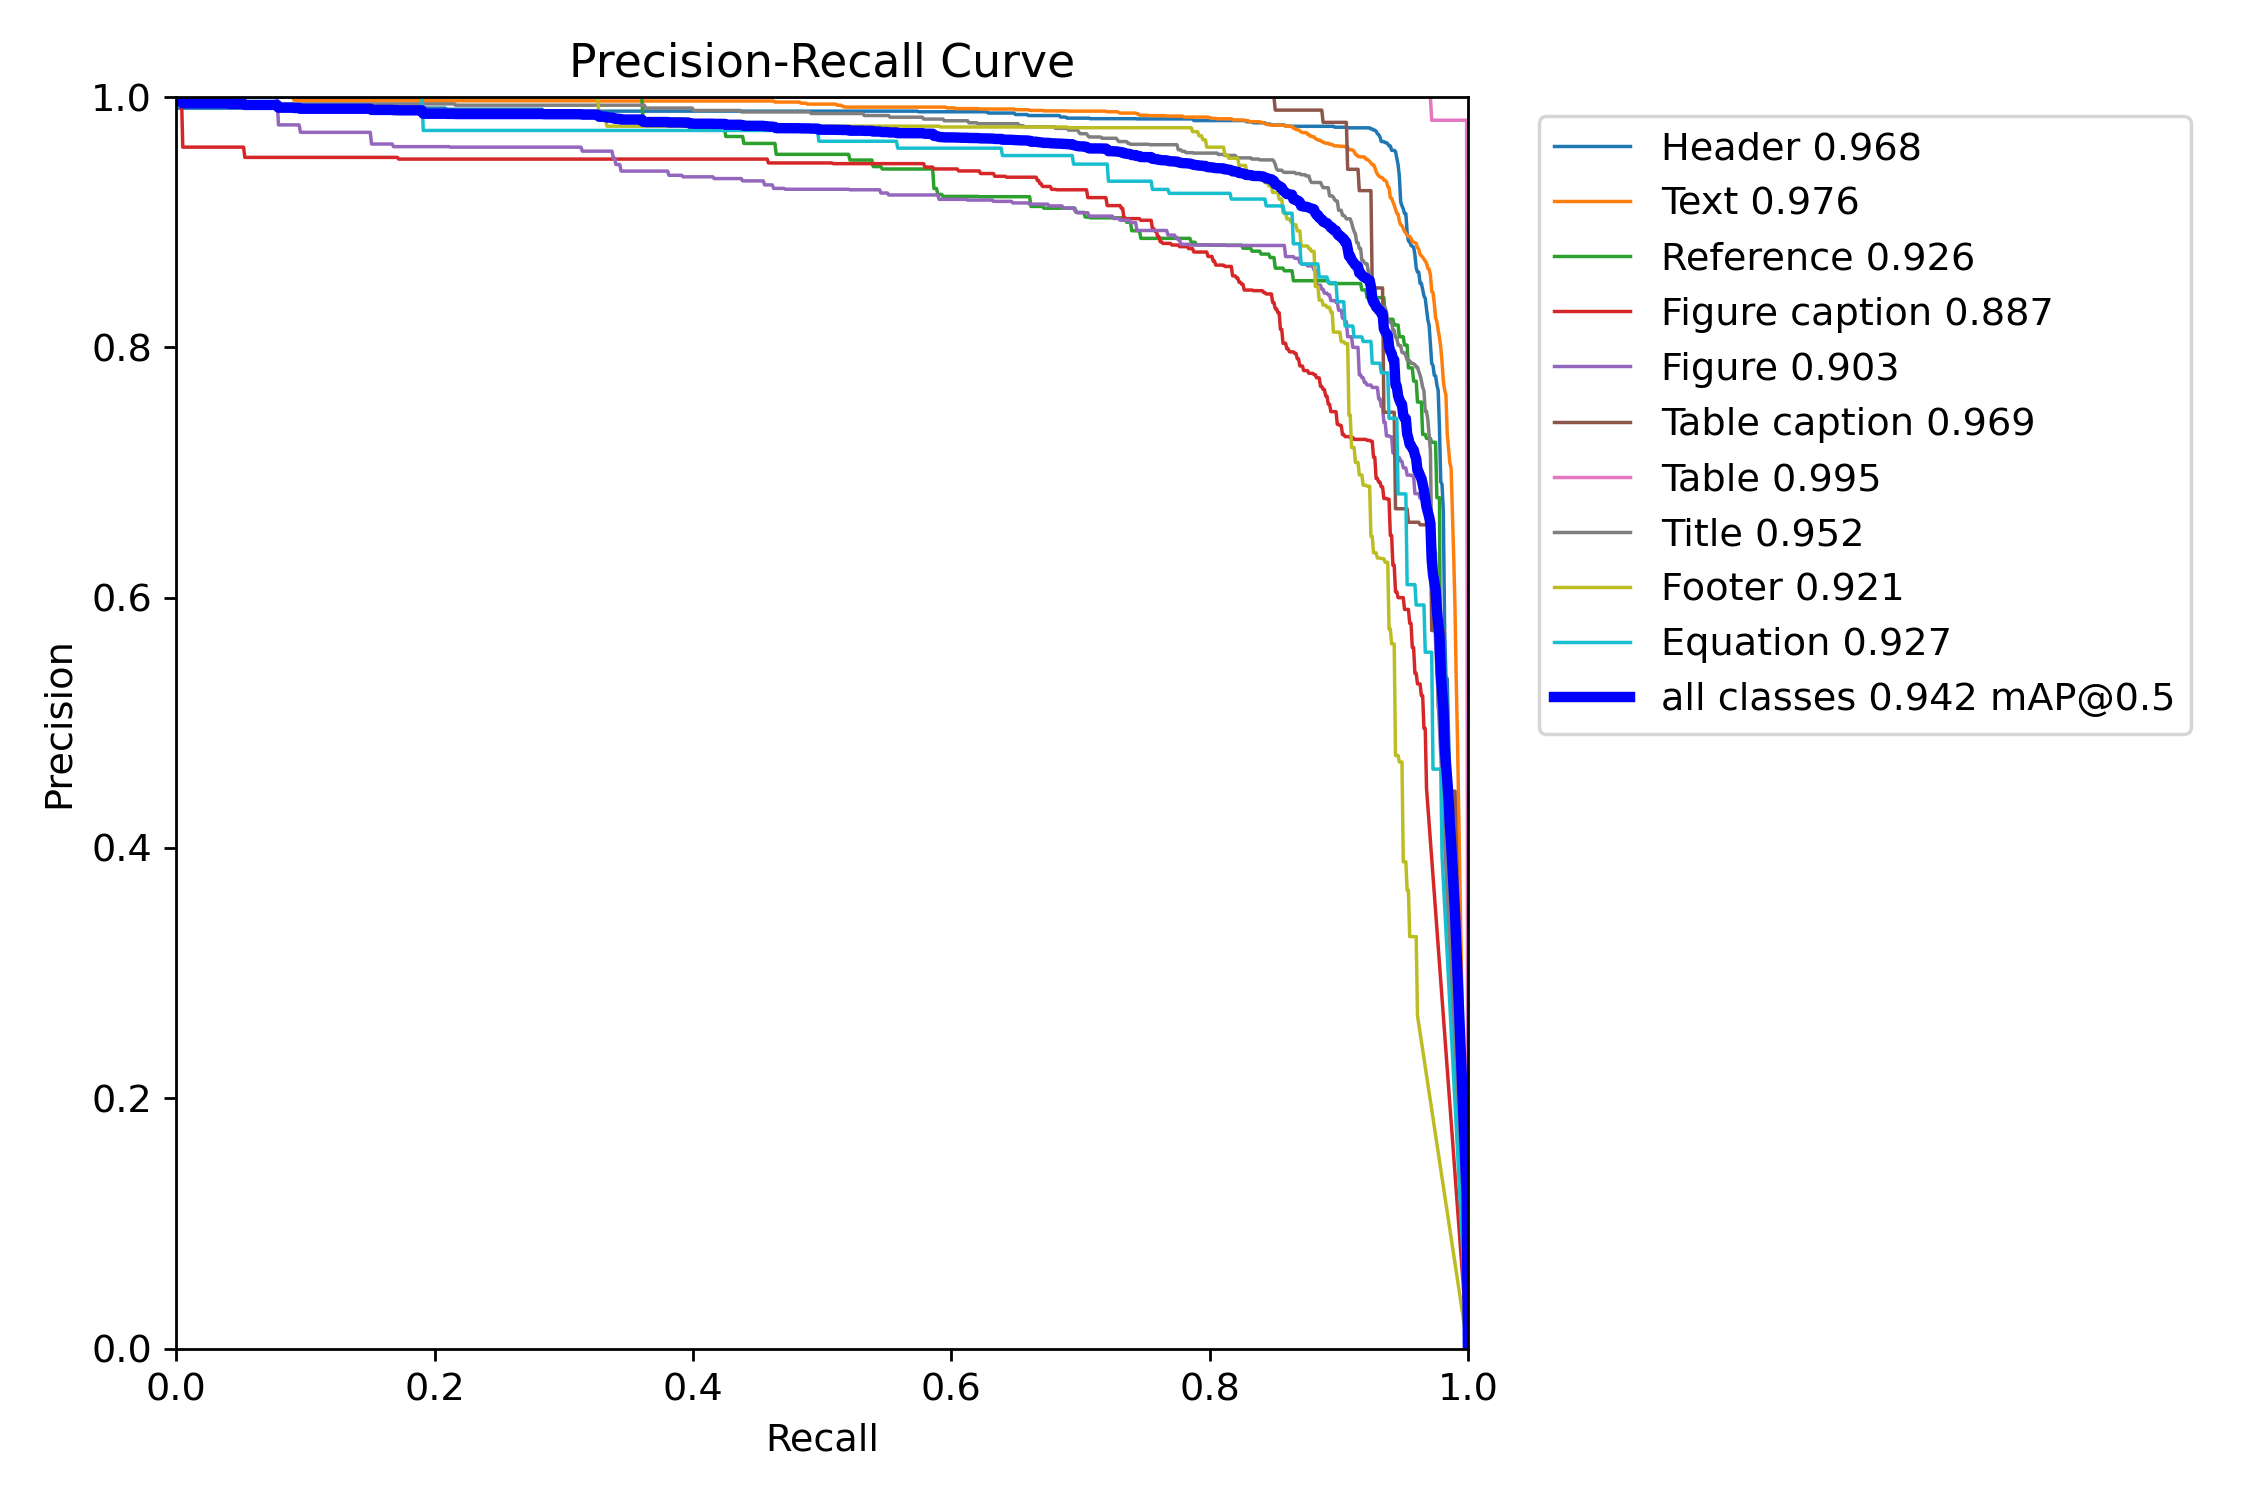 Precision-Recall Curve
1.0
0.8
0.6
0.4
0.2
0.0
Precision
0.0 0.2 0.4 0.6 0.8 1.0
Recall
Header 0.968
Text 0.976
Reference 0.926
Figure caption 0.887
Figure 0.903
Table caption 0.969
Table 0.995
Title 0.952
Footer 0.921
Equation 0.927
all classes 0.942 mAP@0.5